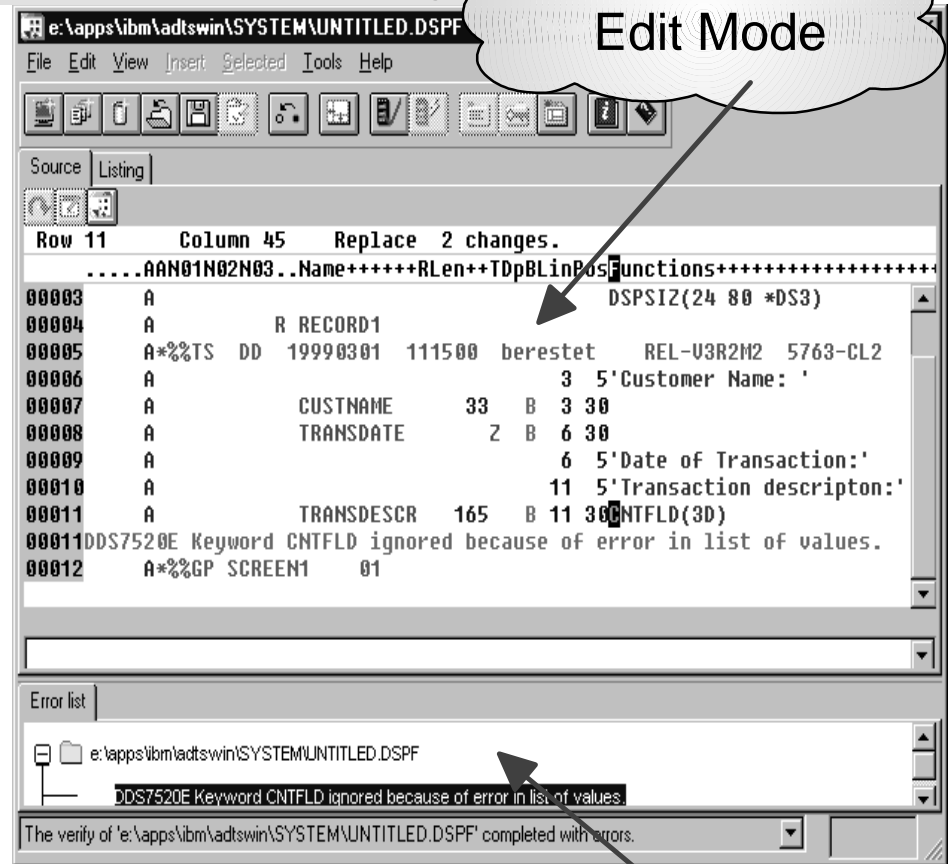 e:\apps\ibm\adtswin\SYSTEM\UNTITLED.DSPF
Edit Mode
File Edit View Insert Selected Tools Help
Source Listing
Row 11 Column 45 Replace 2 changes.
.....AAN01N02N03..Name++++++RLen++TDpBLinPosFunctions++++++++++++++++++
00003 A DSPSIZ(24 80 *DS3)
00004 A R RECORD1
00005 A*%%TS DD 19990301 111500 berestet REL-V3R2M2 5763-CL2
00006 A 3 5'Customer Name: '
00007 A CUSTNAME 33 B 3 30
00008 A TRANSDATE Z B 6 30
00009 A 6 5'Date of Transaction:'
00010 A 11 5'Transaction descripton:'
00011 A TRANSDESCR 165 B 11 30CNTFLD(3D)
00011DDS7520E Keyword CNTFLD ignored because of error in list of values.
00012 A*%%GP SCREEN1 01
Error list
e:\apps\ibm\adtswin\SYSTEM\UNTITLED.DSPF
DDS7520E Keyword CNTFLD ignored because of error in list of values.
The verify of 'e:\apps\ibm\adtswin\SYSTEM\UNTITLED.DSPF' completed with errors.